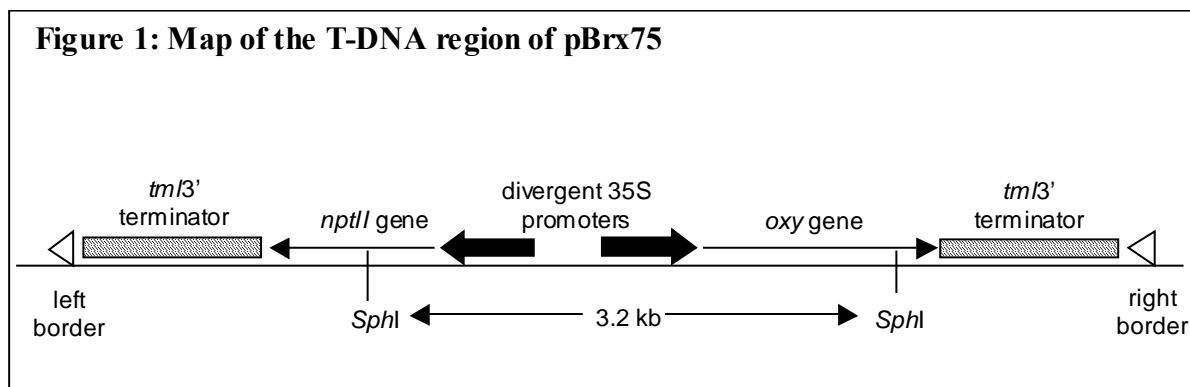 Figure 1: Map of the T-DNA region of pBrx75
tml3'
terminator
nptII gene
divergent 35S
promoters
oxy gene
tml3'
terminator
left
border
SphI
3.2 kb
SphI
right
border